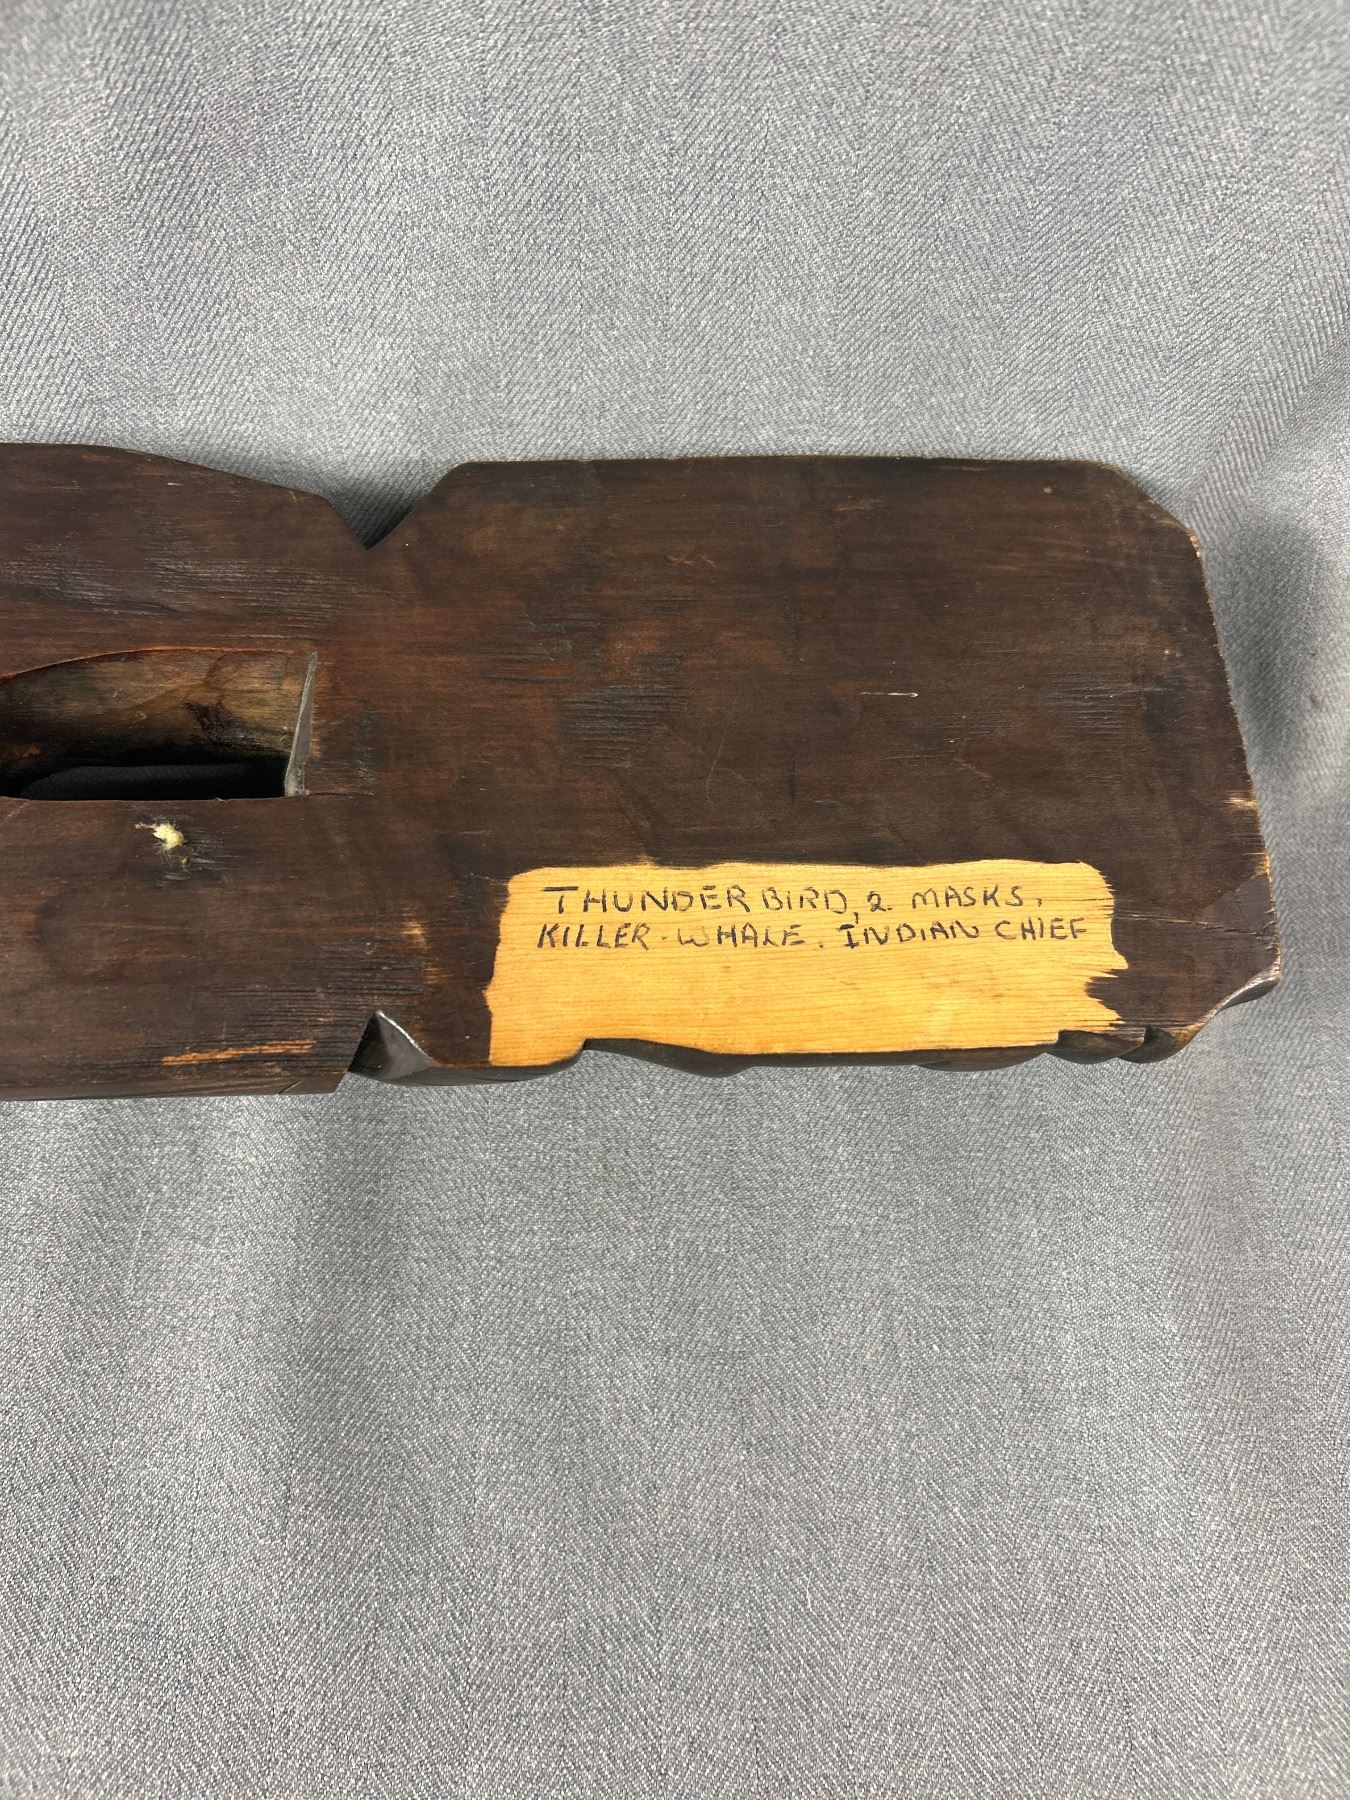 THUNDER BIRD, 2. MASKS,
KILLER-WHALE. INDIAN CHIEF